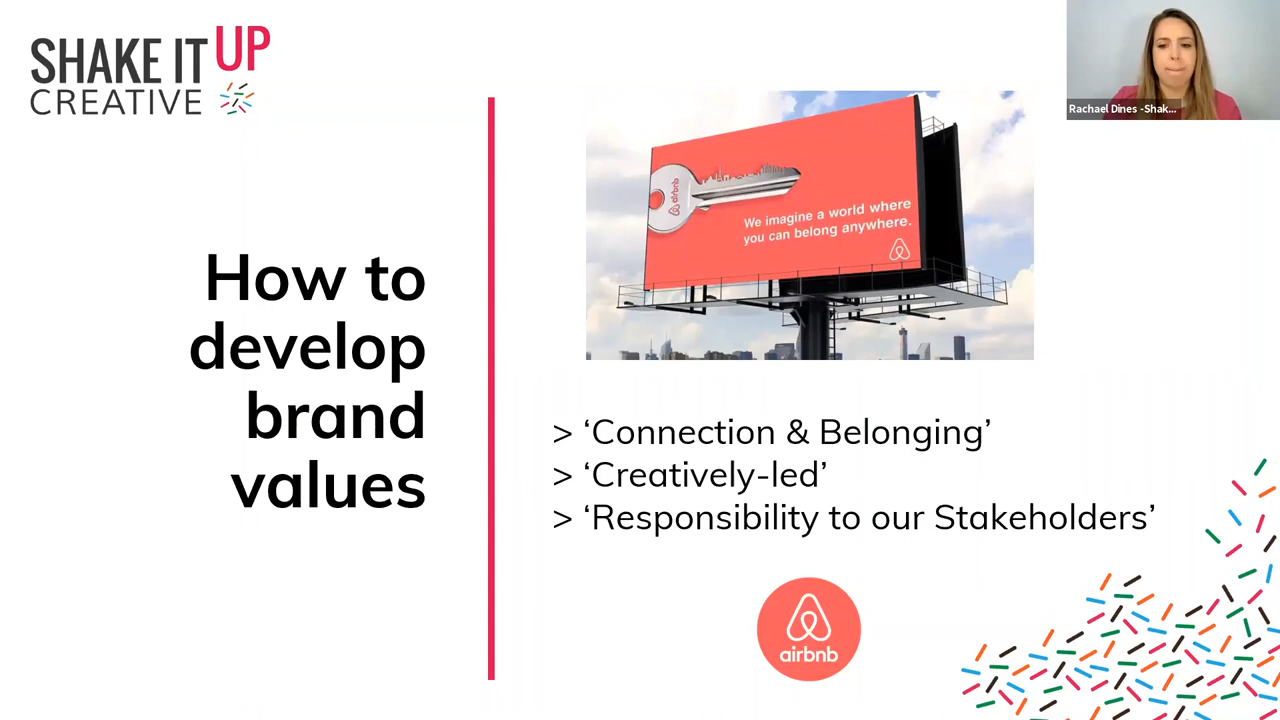 SHAKE IT UP
CREATIVE
Rachael Dines -Shak...
airbnb
We imagine a world where
you can belong anywhere.
How to
develop
brand
values
> ‘Connection & Belonging’
> ‘Creatively-led’
> ‘Responsibility to our Stakeholders’
airbnb